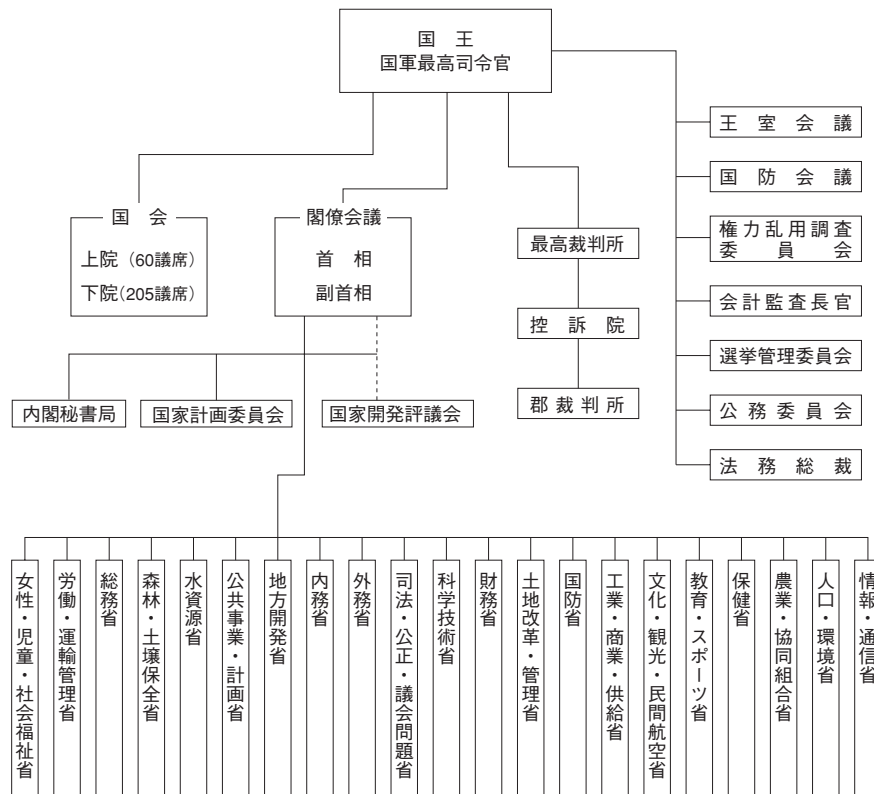 国王
国軍最高司令官
王室会議
国防会議
権力乱用調査
委員会
会計監査長官
選挙管理委員会
公務委員会
法務総裁
国会
上院（60議席）
下院（205議席）
閣僚会議
首相
副首相
最高裁判所
控訴院
郡裁判所
内閣秘書局
国家計画委員会
国家開発評議会
女性・児童・社会福祉省
労働・運輸管理省
総務省
森林・土壌保全省
水資源省
公共事業・計画省
地方開発省
内務省
外務省
司法・公正・議会問題省
科学技術省
財務省
土地改革・管理省
国防省
工業・商業・供給省
文化・観光・民間航空省
教育・スポーツ省
保健省
農業・協同組合省
人口・環境省
情報・通信省